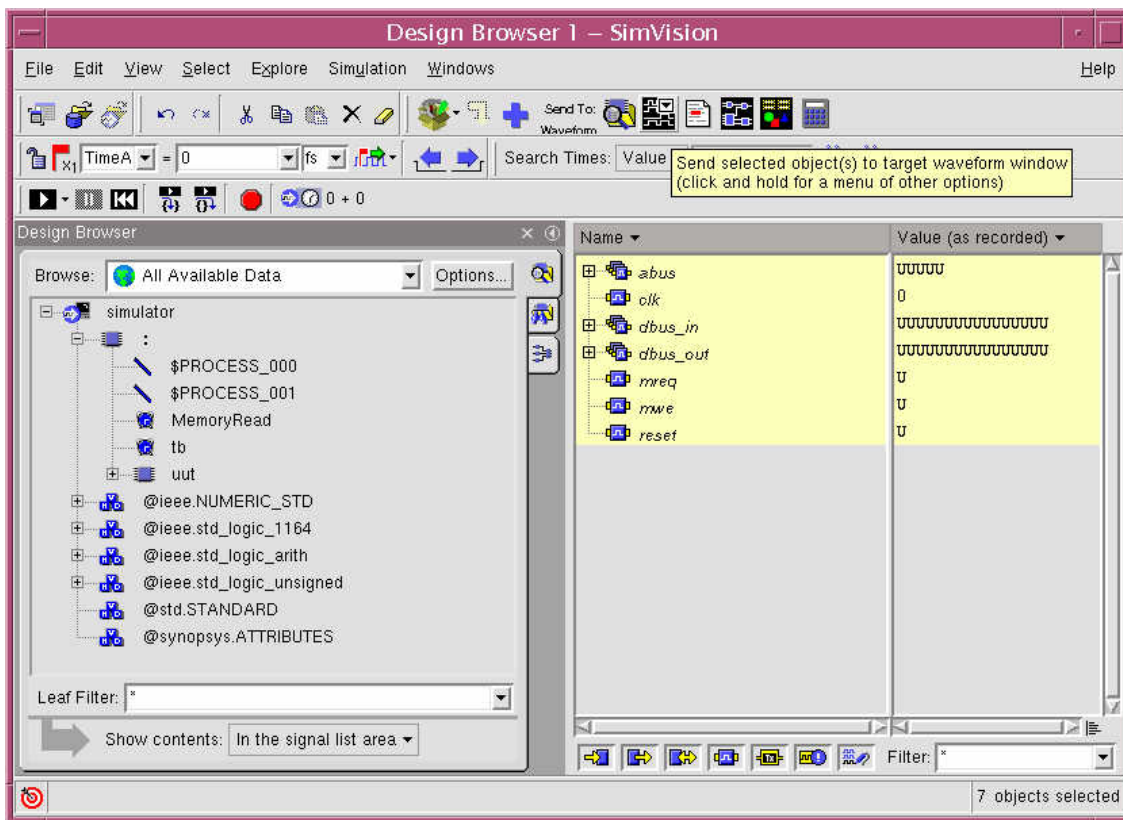 Design Browser 1 – SimVision
File Edit View Select Explore Simulation Windows Help
Send To:
Waveform
TimeA = 0 fs Search Times: Value
Send selected object(s) to target waveform window
(click and hold for a menu of other options)
0 + 0
Design Browser
Name Value (as recorded)
Browse: All Available Data Options...
simulator
:
$PROCESS_000
$PROCESS_001
MemoryRead
tb
uut
@ieee.NUMERIC_STD
@ieee.std_logic_1164
@ieee.std_logic_arith
@ieee.std_logic_unsigned
@std.STANDARD
@synopsys.ATTRIBUTES
abus UUUUU
clk 0
dbus_in UUUUUUUUUUUUUUUU
dbus_out UUUUUUUUUUUUUUUU
mreq U
mwe U
reset U
Leaf Filter: *
Show contents: In the signal list area
Filter: *
7 objects selected